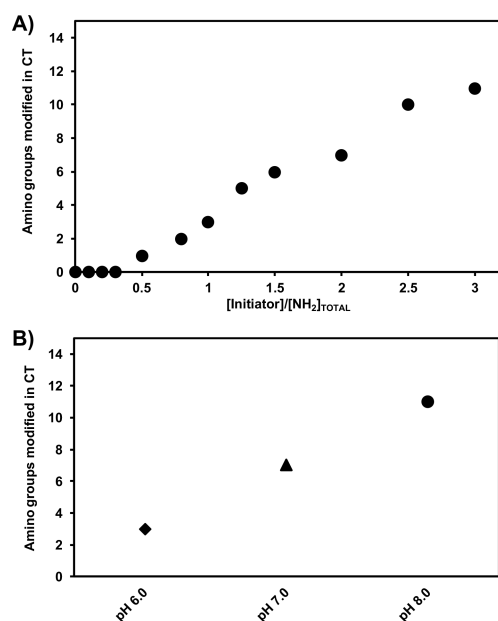 A)
Amino groups modified in CT
14
12
10
8
6
4
2
0
0 0.5 1 1.5 2 2.5 3
[Initiator]/[NH2]TOTAL
B)
Amino groups modified in CT
14
12
10
8
6
4
2
0
pH 6.0 pH 7.0 pH 8.0